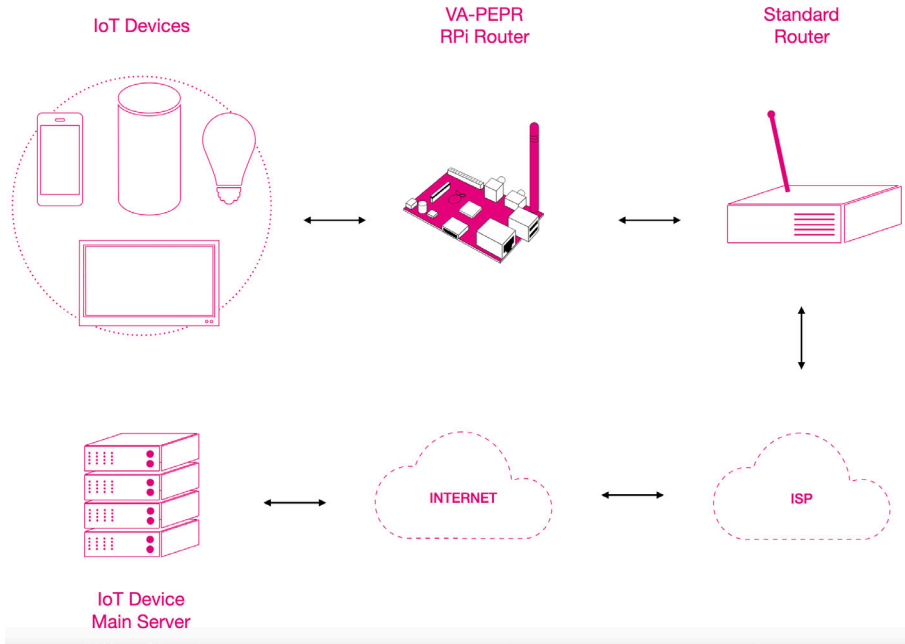 IoT Devices
VA-PEPR
RPi Router
Standard
Router
INTERNET
ISP
IoT Device
Main Server